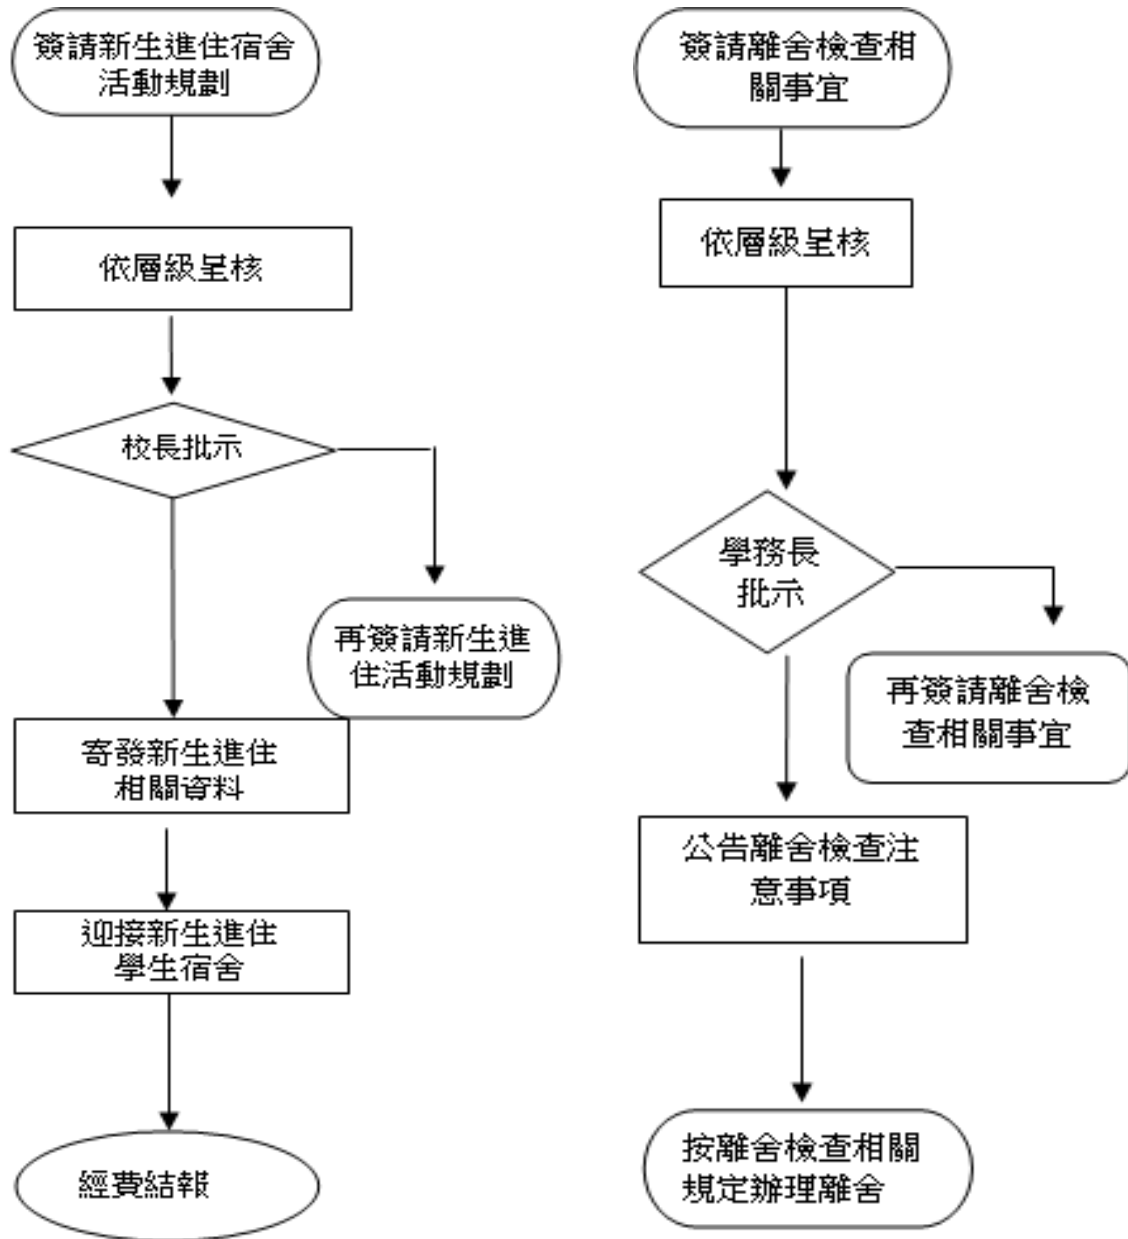 簽請新生進住宿舍
活動規劃
依層級呈核
校長批示
再簽請新生進
住活動規劃
寄發新生進住
相關資料
迎接新生進住
學生宿舍
經費結報
簽請離舍檢查相
關事宜
依層級呈核
學務長
批示
再簽請離舍檢
查相關事宜
公告離舍檢查注
意事項
按離舍檢查相關
規定辦理離舍